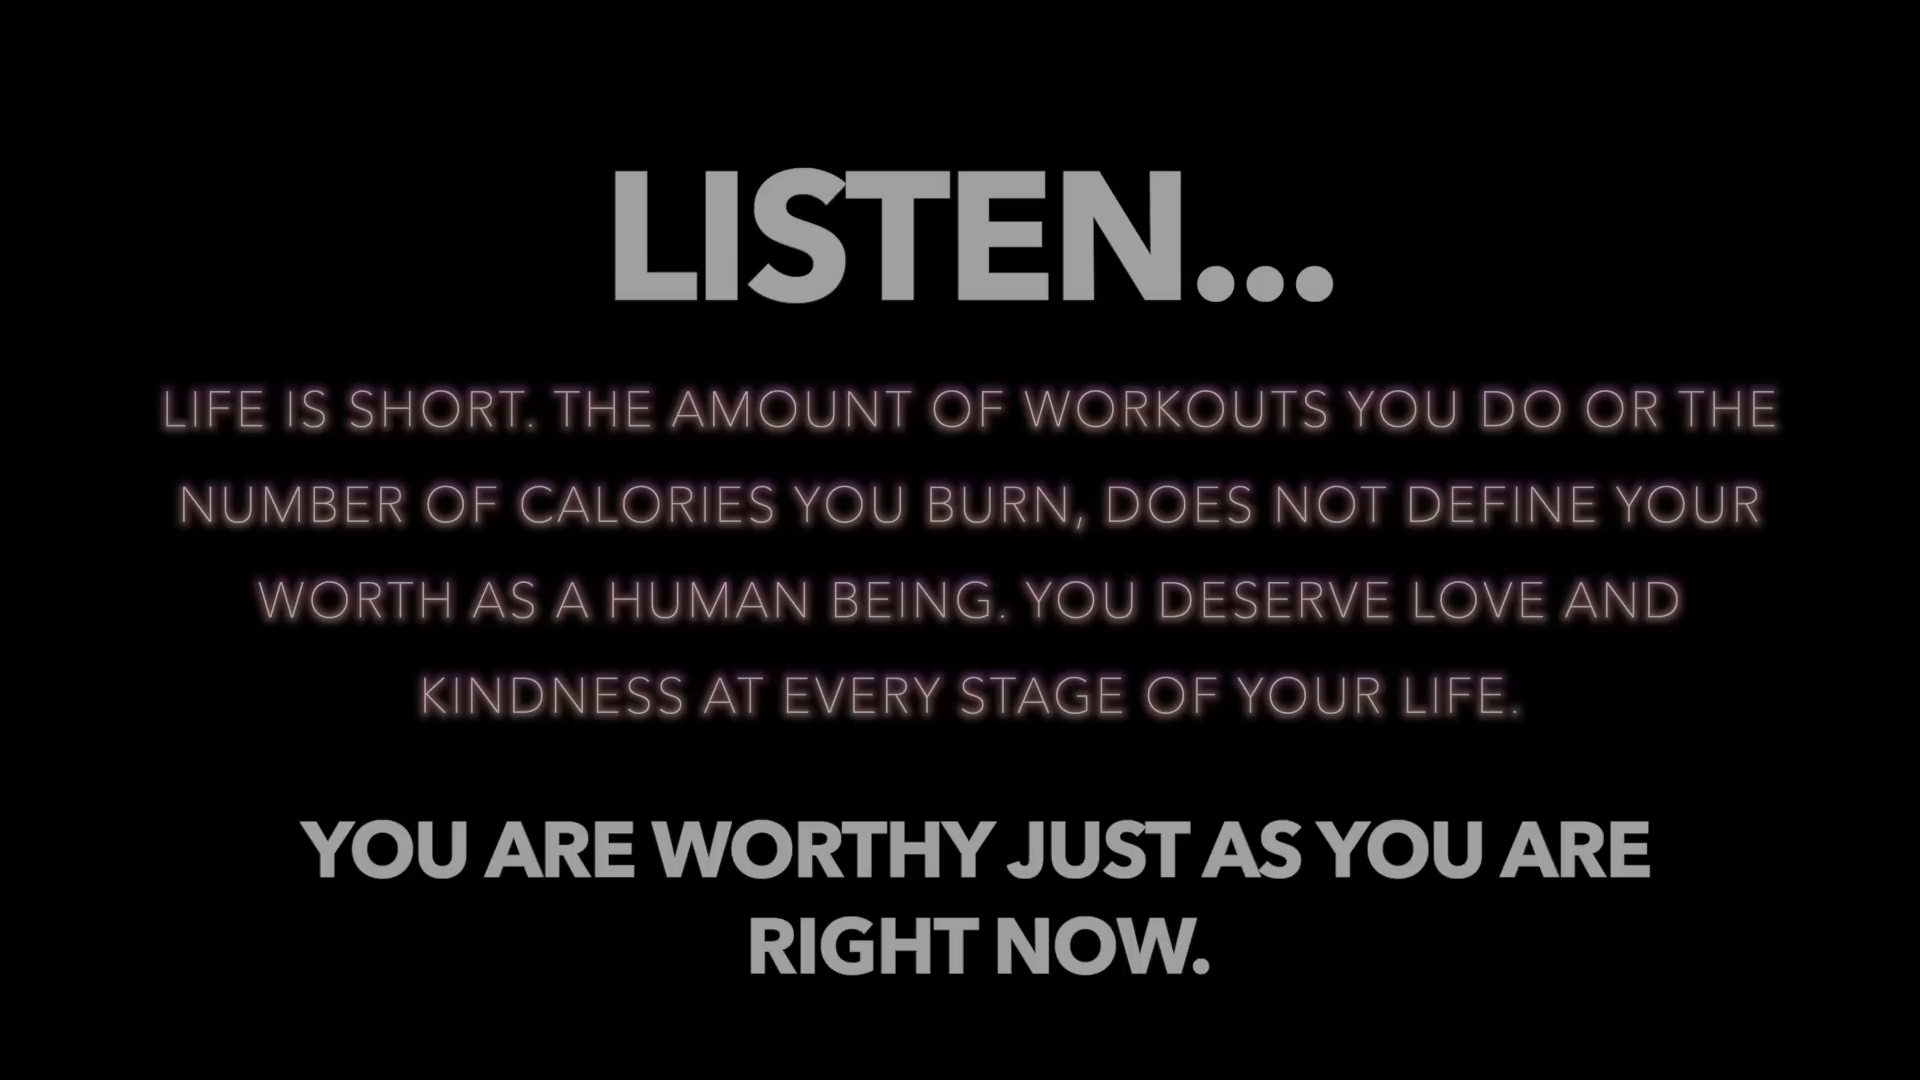 LISTEN...
LIFE IS SHORT. THE AMOUNT OF WORKOUTS YOU DO OR THE
NUMBER OF CALORIES YOU BURN, DOES NOT DEFINE YOUR
WORTH AS A HUMAN BEING. YOU DESERVE LOVE AND
KINDNESS AT EVERY STAGE OF YOUR LIFE.
YOU ARE WORTHY JUST AS YOU ARE
RIGHT NOW.